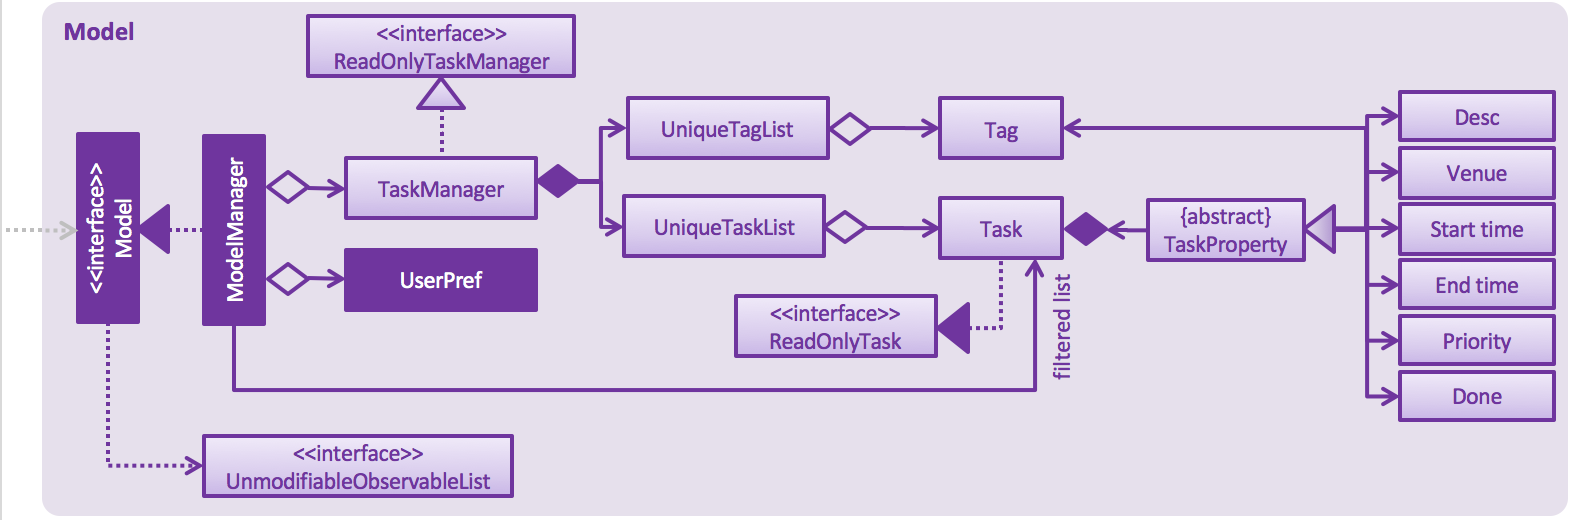 Model
<<interface>>
ReadOnlyTaskManager
<<interface>>
Model
ModelManager
TaskManager
UserPref
UniqueTagList
UniqueTaskList
Tag
Task
<<interface>>
ReadOnlyTask
filtered list
{abstract}
TaskProperty
Desc
Venue
Start time
End time
Priority
Done
<<interface>>
UnmodifiableObservableList